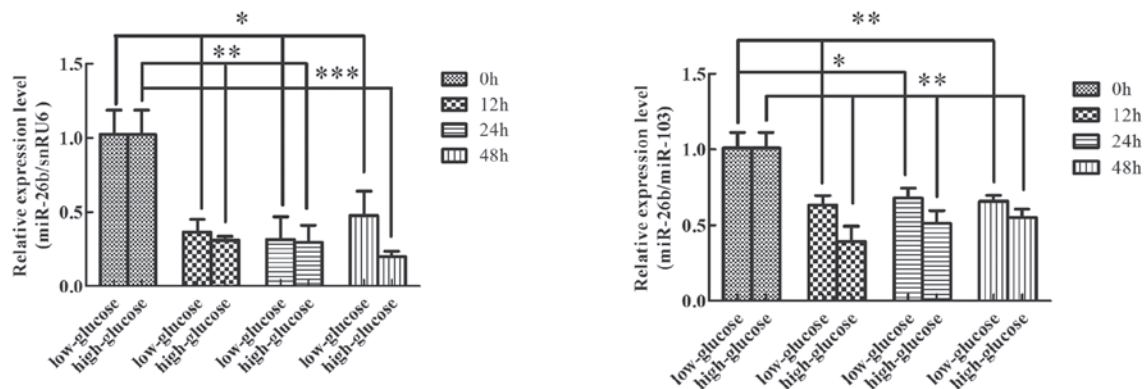 *
**
***
Relative expression level
(miR-26b/snRU6)
1.5
1.0
0.5
0.0
0h
12h
24h
48h
low-glucose
high-glucose
low-glucose
high-glucose
low-glucose
high-glucose
low-glucose
high-glucose
**
*
**
Relative expression level
(miR-26b/miR-103)
1.5
1.0
0.5
0.0
0h
12h
24h
48h
low-glucose
high-glucose
low-glucose
high-glucose
low-glucose
high-glucose
low-glucose
high-glucose